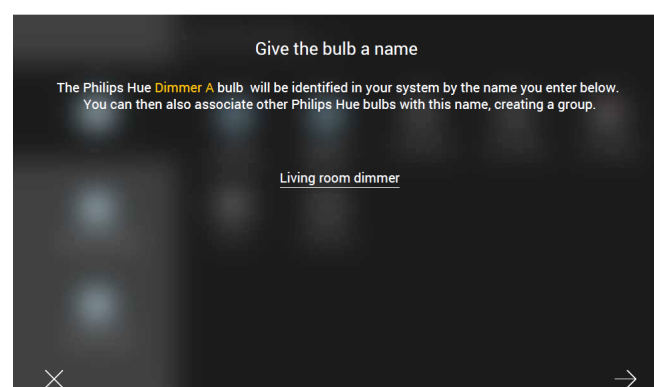 Give the bulb a name
The Philips Hue Dimmer A bulb will be identified in your system by the name you enter below.
You can then also associate other Philips Hue bulbs with this name, creating a group.
Living room dimmer